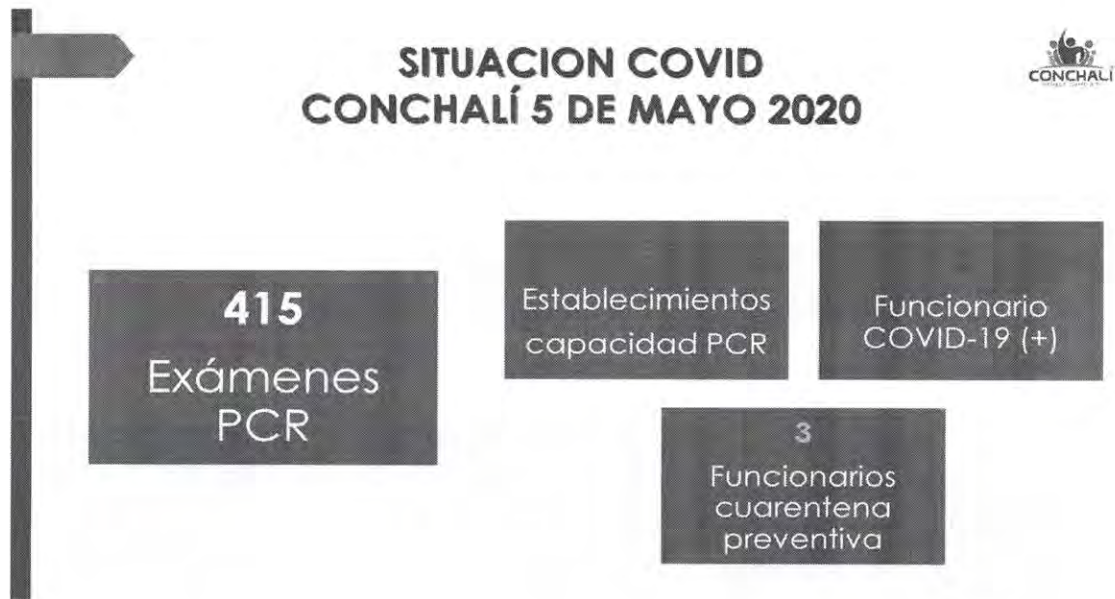 SITUACION COVID
CONCHALÍ 5 DE MAYO 2020
CONCHALÍ
415
Exámenes
PCR
Establecimientos
capacidad PCR
Funcionario
COVID-19 (+)
3
Funcionarios
cuarentena
preventiva